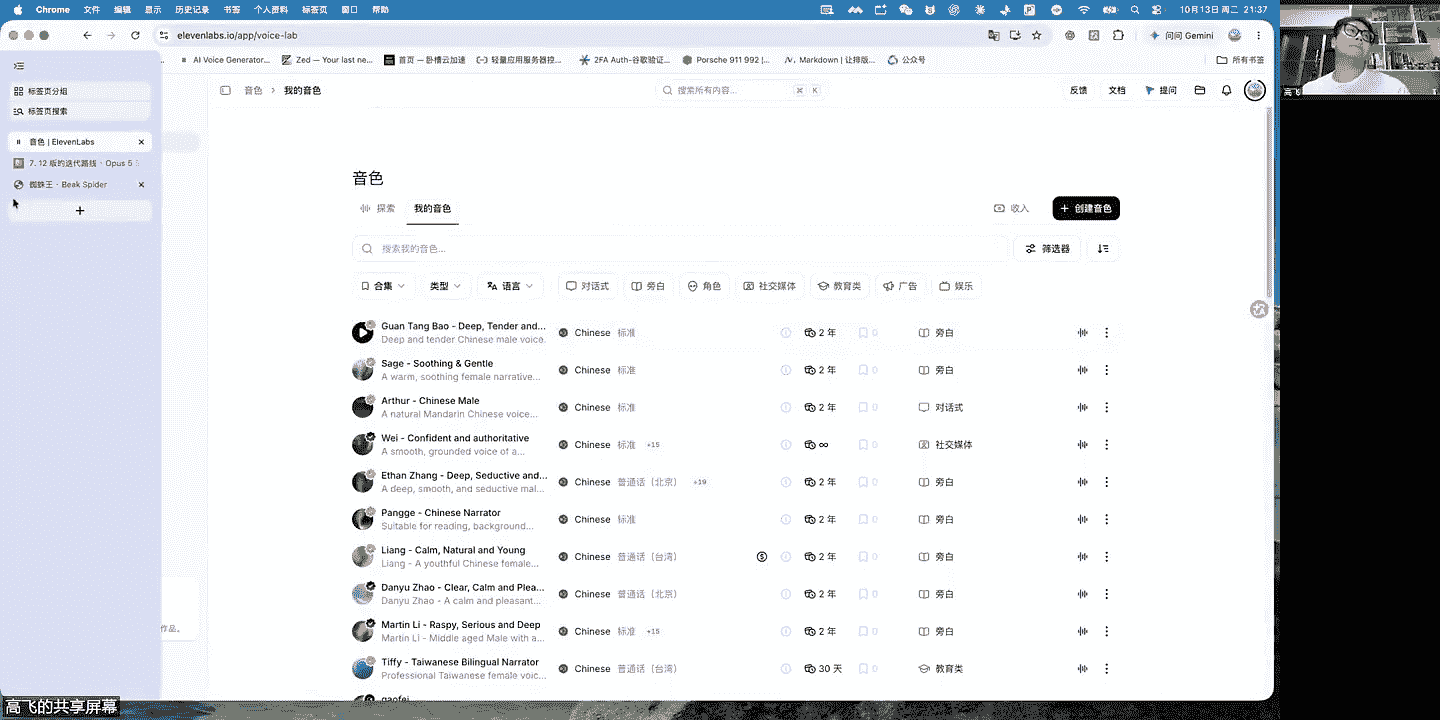 Chrome 文件 编辑 显示 历史记录 书签 个人资料 标签页 窗口 帮助 10月13日 周二 21:37
elevenlabs.io/app/voice-lab 问问 Gemini
AI Voice Generator... Zed — Your last ne... 首页 — 卧槽云加速 轻量应用服务器控... 2FA Auth-谷歌验证... Porsche 911 992 |... Markdown | 让排版... 公众号 所有书签
标签页分组
标签页搜索
音色 | ElevenLabs
7. 12 版的迭代路线 · Opus 5
蜘蛛王 · Beak Spider
音色 > 我的音色 搜索所有内容... ⌘ K 反馈 文档 提问
音色
探索 我的音色 收入 + 创建音色
搜索我的音色... 筛选器
合集 类型 语言 对话式 旁白 角色 社交媒体 教育类 广告 娱乐
Guan Tang Bao - Deep, Tender and... Chinese 标准 2 年 0 旁白
Deep and tender Chinese male voice.
Sage - Soothing & Gentle Chinese 标准 2 年 0 旁白
A warm, soothing female narrative...
Arthur - Chinese Male Chinese 标准 2 年 0 对话式
A natural Mandarin Chinese voice...
Wei - Confident and authoritative Chinese 标准 +15 ∞ 0 社交媒体
A smooth, grounded voice of a...
Ethan Zhang - Deep, Seductive and... Chinese 普通话（北京） +19 2 年 0 旁白
A deep, smooth, and seductive mal...
Pangge - Chinese Narrator Chinese 标准 2 年 0 旁白
Suitable for reading, background...
Liang - Calm, Natural and Young Chinese 普通话（台湾） 2 年 0 旁白
Liang - A youthful Chinese female...
Danyu Zhao - Clear, Calm and Plea... Chinese 普通话（北京） 2 年 0 旁白
Danyu Zhao - A calm and pleasant...
Martin Li - Raspy, Serious and Deep Chinese 标准 +15 2 年 0 旁白
Martin Li - Middle aged Male with a...
Tiffy - Taiwanese Bilingual Narrator Chinese 普通话（台湾） 30 天 0 教育类
Professional Taiwanese female voic...
gaofei
作品。
高飞的共享屏幕
高飞